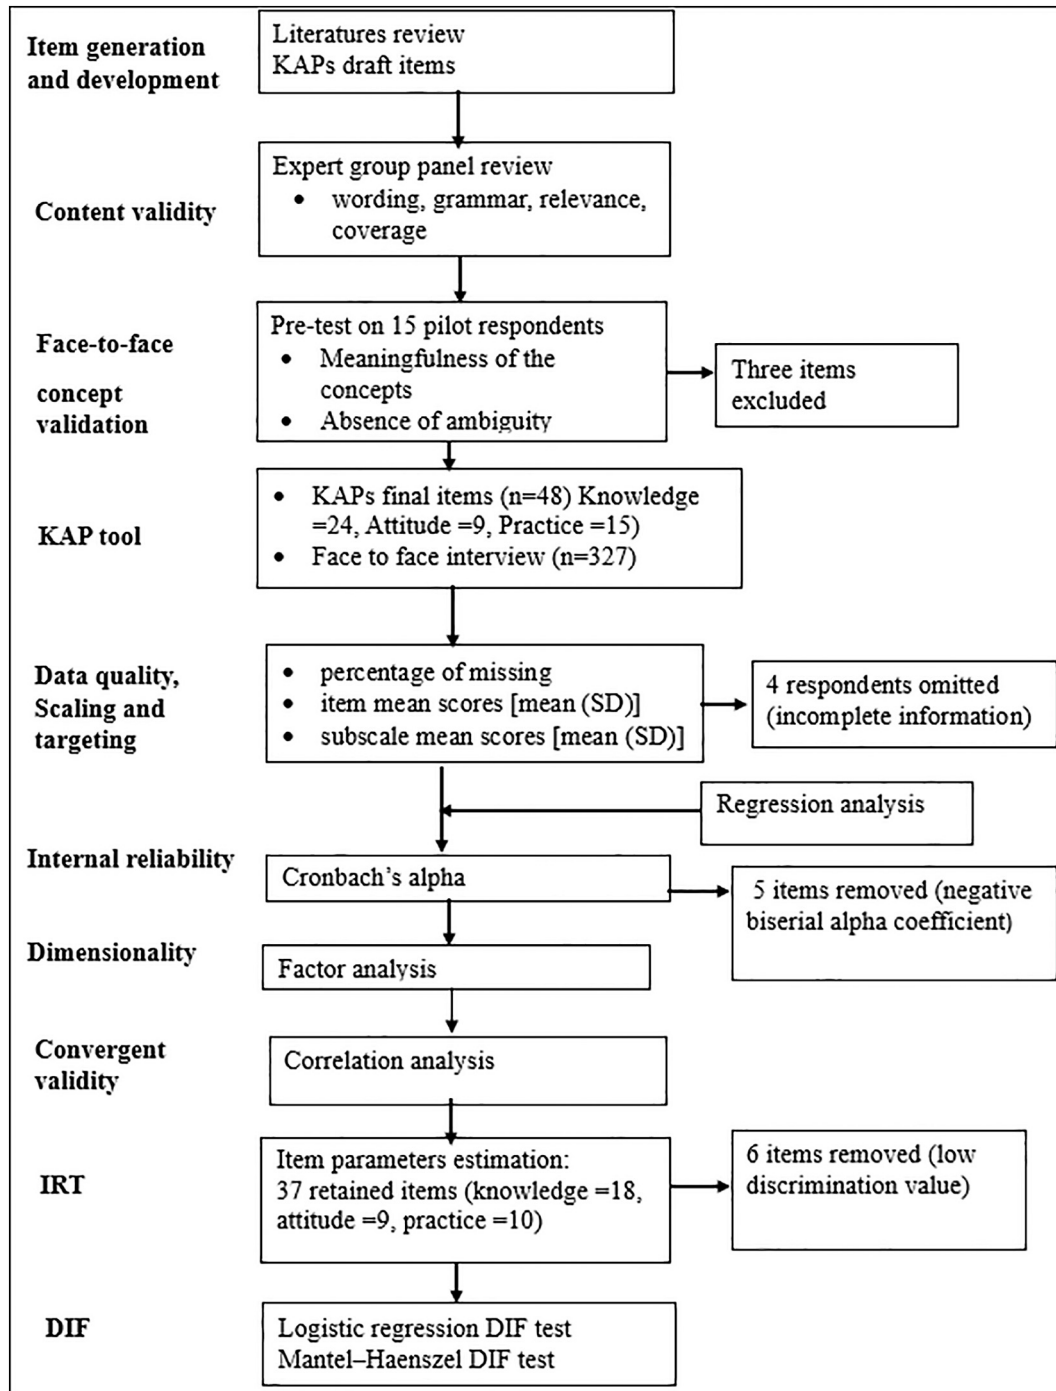 Item generation
and development
Literatures review
KAPs draft items
Content validity
Expert group panel review
• wording, grammar, relevance,
coverage
Face-to-face
concept
validation
Pre-test on 15 pilot respondents
• Meaningfulness of the
concepts
• Absence of ambiguity
Three items
excluded
KAP tool
• KAPs final items (n=48) Knowledge
=24, Attitude =9, Practice =15)
• Face to face interview (n=327)
Data quality,
Scaling and
targeting
• percentage of missing
• item mean scores [mean (SD)]
• subscale mean scores [mean (SD)]
4 respondents omitted
(incomplete information)
Regression analysis
Internal reliability
Cronbach's alpha
5 items removed (negative
biserial alpha coefficient)
Dimensionality
Factor analysis
Convergent
validity
Correlation analysis
IRT
Item parameters estimation:
37 retained items (knowledge =18,
attitude =9, practice =10)
6 items removed (low
discrimination value)
DIF
Logistic regression DIF test
Mantel–Haenszel DIF test